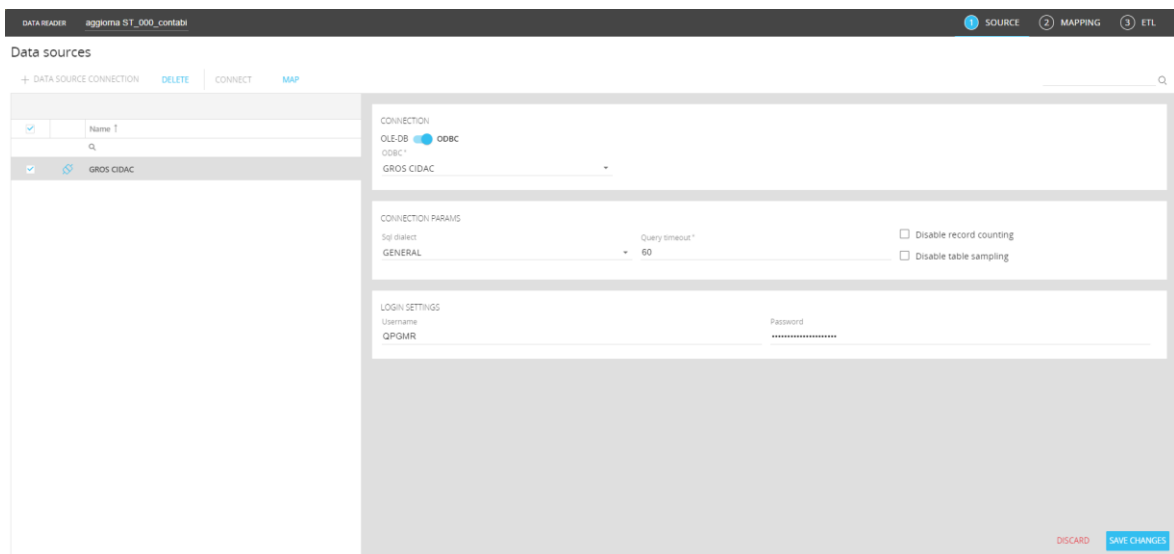 DATA READER aggiorna ST_000_contabi 1 SOURCE 2 MAPPING 3 ETL
Data sources
+ DATA SOURCE CONNECTION DELETE CONNECT MAP
Name ↑
GROS CIDAC
CONNECTION
OLE-DB ODBC
ODBC *
GROS CIDAC
CONNECTION PARAMS
Sql dialect Query timeout * Disable record counting
GENERAL 60 Disable table sampling
LOGIN SETTINGS
Username Password
QPGMR ••••••••••••••••••••
DISCARD SAVE CHANGES